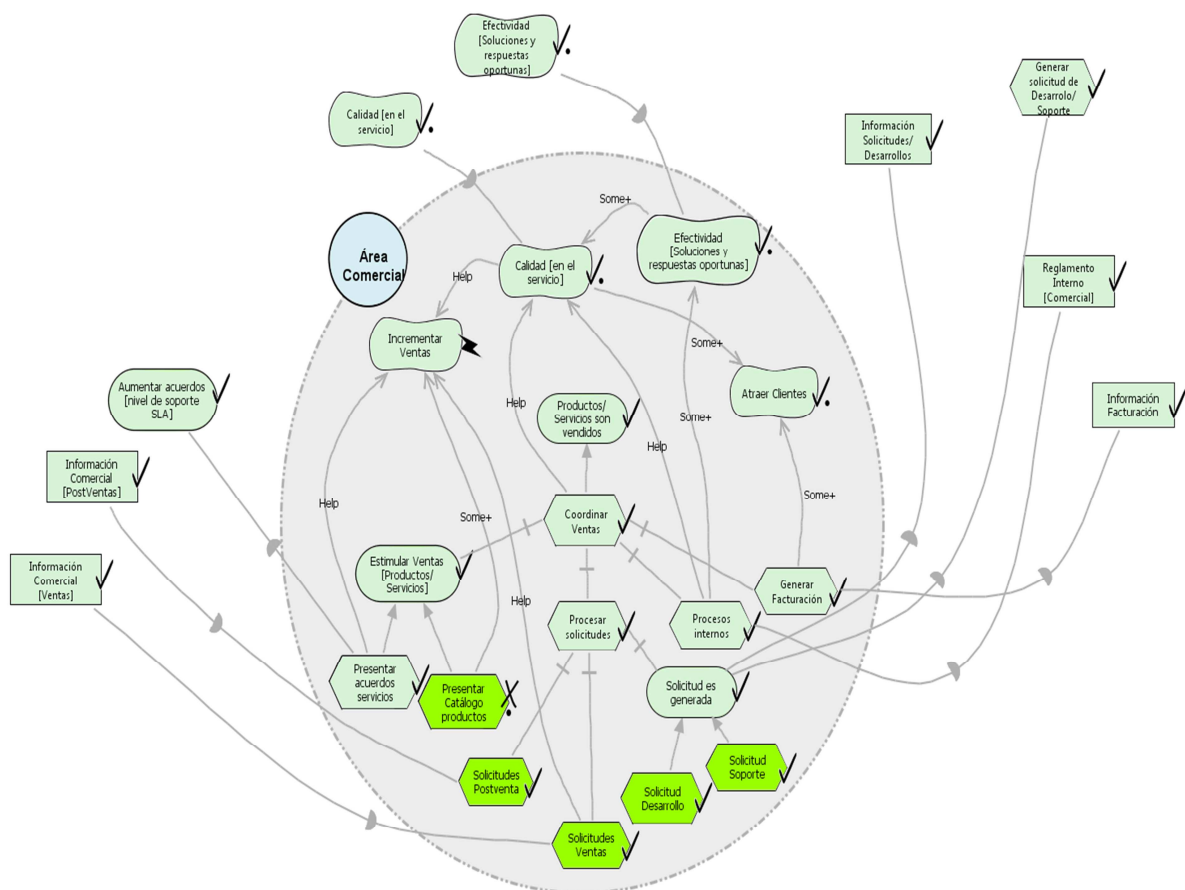 Efectividad
[Soluciones y
respuestas
oportunas]
Calidad [en el
servicio]
Generar
solicitud de
Desarrolo/
Soporte
Información
Solicitudes/
Desarrollos
Área
Comercial
Some+
Efectividad
[Soluciones y
respuestas oportunas]
Calidad [en el
servicio]
Help
Reglamento
Interno
[Comercial]
Incrementar
Ventas
Some+
Atraer Clientes
Aumentar acuerdos
[nivel de soporte
SLA]
Productos/
Servicios son
vendidos
Help
Some+
Información
Facturación
Help
Información
Comercial
[PostVentas]
Help
Some+
Coordinar
Ventas
Some+
Estimular Ventas
[Productos/
Servicios]
Información
Comercial
[Ventas]
Generar
Facturación
Help
Procesar
solicitudes
Procesos
internos
Presentar
acuerdos
servicios
Presentar
Catálogo
productos
Solicitud es
generada
Solicitudes
Postventa
Solicitud
Soporte
Solicitud
Desarrollo
Solicitudes
Ventas